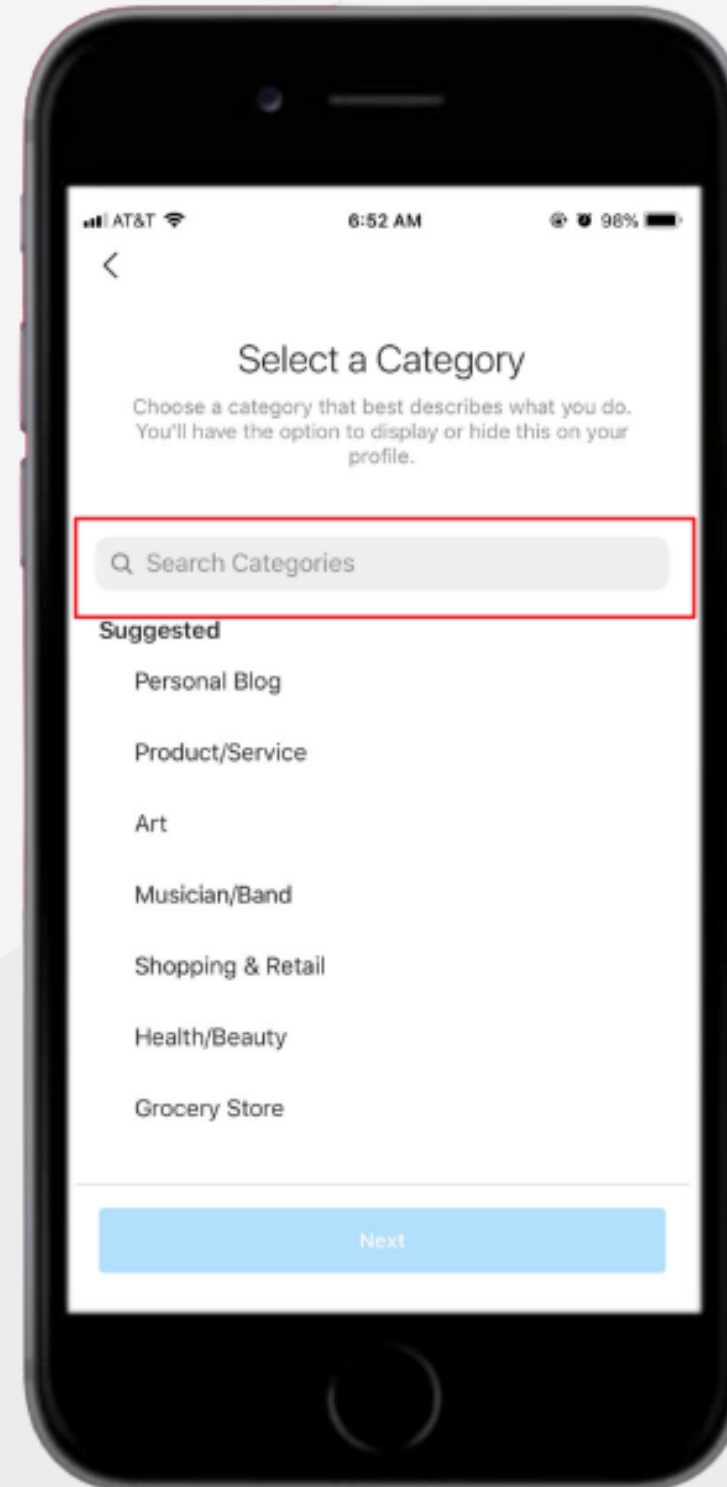 AT&T 6:52 AM 98%
Select a Category
Choose a category that best describes what you do.
You'll have the option to display or hide this on your
profile.
Search Categories
Suggested
Personal Blog
Product/Service
Art
Musician/Band
Shopping & Retail
Health/Beauty
Grocery Store
Next